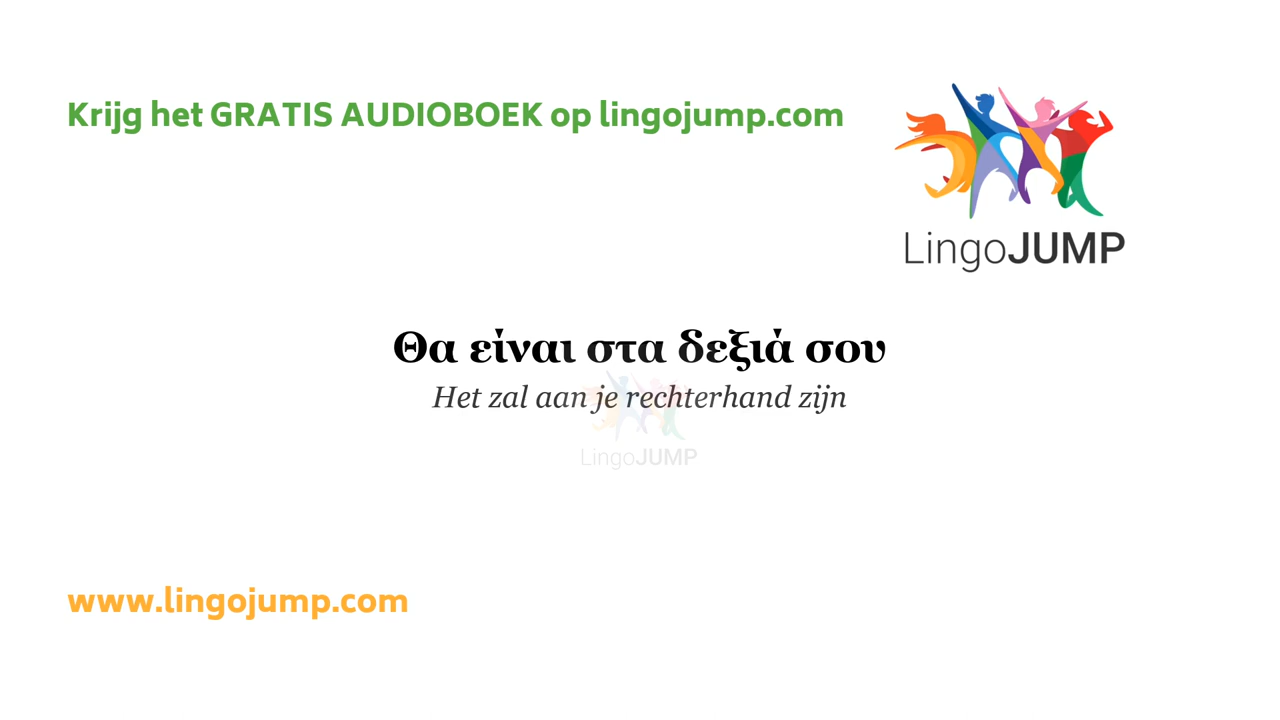 Krijg het GRATIS AUDIOBOEK op lingojump.com
LingoJUMP
Θα είναι στα δεξιά σου
Het zal aan je rechterhand zijn
LingoJUMP
www.lingojump.com